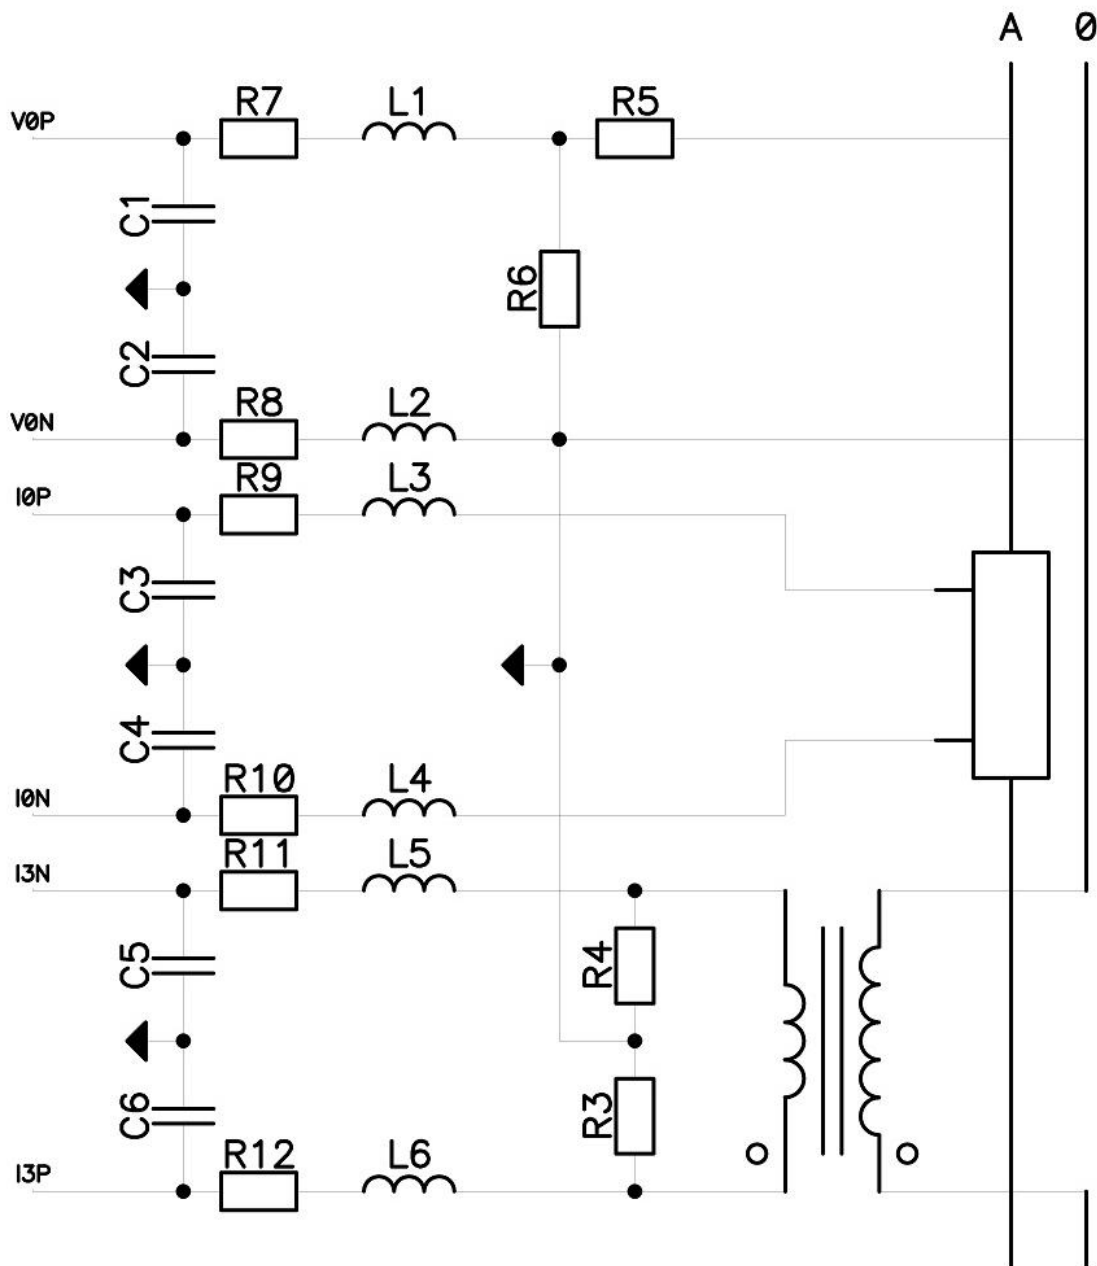 A 0
R7 L1 R5
V0P
C1
R6
C2
R8 L2
V0N
R9 L3
I0P
C3
C4
R10 L4
I0N
R11 L5
I3N
C5
R4
C6
R3
R12 L6
I3P